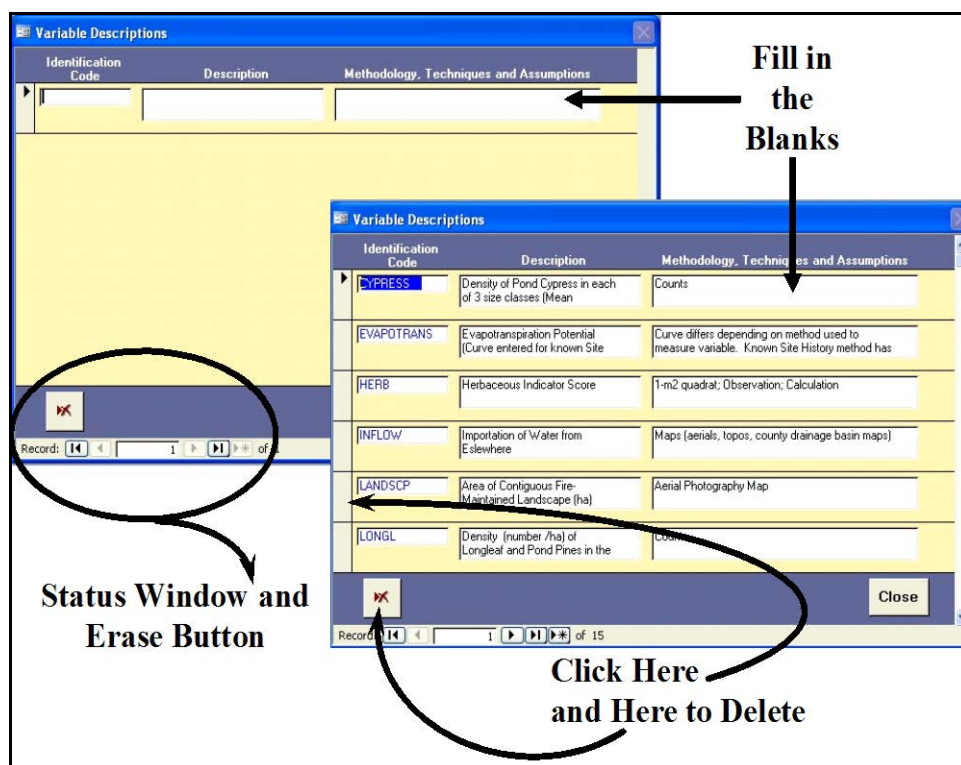 Variable Descriptions
Identification
Code
Description
Methodology, Techniques and Assumptions
Fill in
the
Blanks
Variable Descriptions
Identification
Code
Description
Methodology, Techniques and Assumptions
CYPRESS
Density of Pond Cypress in each
of 3 size classes (Mean
Counts
EVAPOTRANS
Evapotranspiration Potential
(Curve entered for known Site
Curve differs depending on method used to
measure variable. Known Site History method has
HERB
Herbaceous Indicator Score
1-m2 quadrat; Observation; Calculation
INFLOW
Importation of Water from
Eslewhere
Maps (aerials, topos, county drainage basin maps)
LANDSCP
Area of Contiguous Fire-
Maintained Landscape (ha)
Aerial Photography Map
LONGL
Density (number /ha) of
Longleaf and Pond Pines in the
Close
Record: 1 of 15
Record: 1 of
Status Window and
Erase Button
Click Here
and Here to Delete